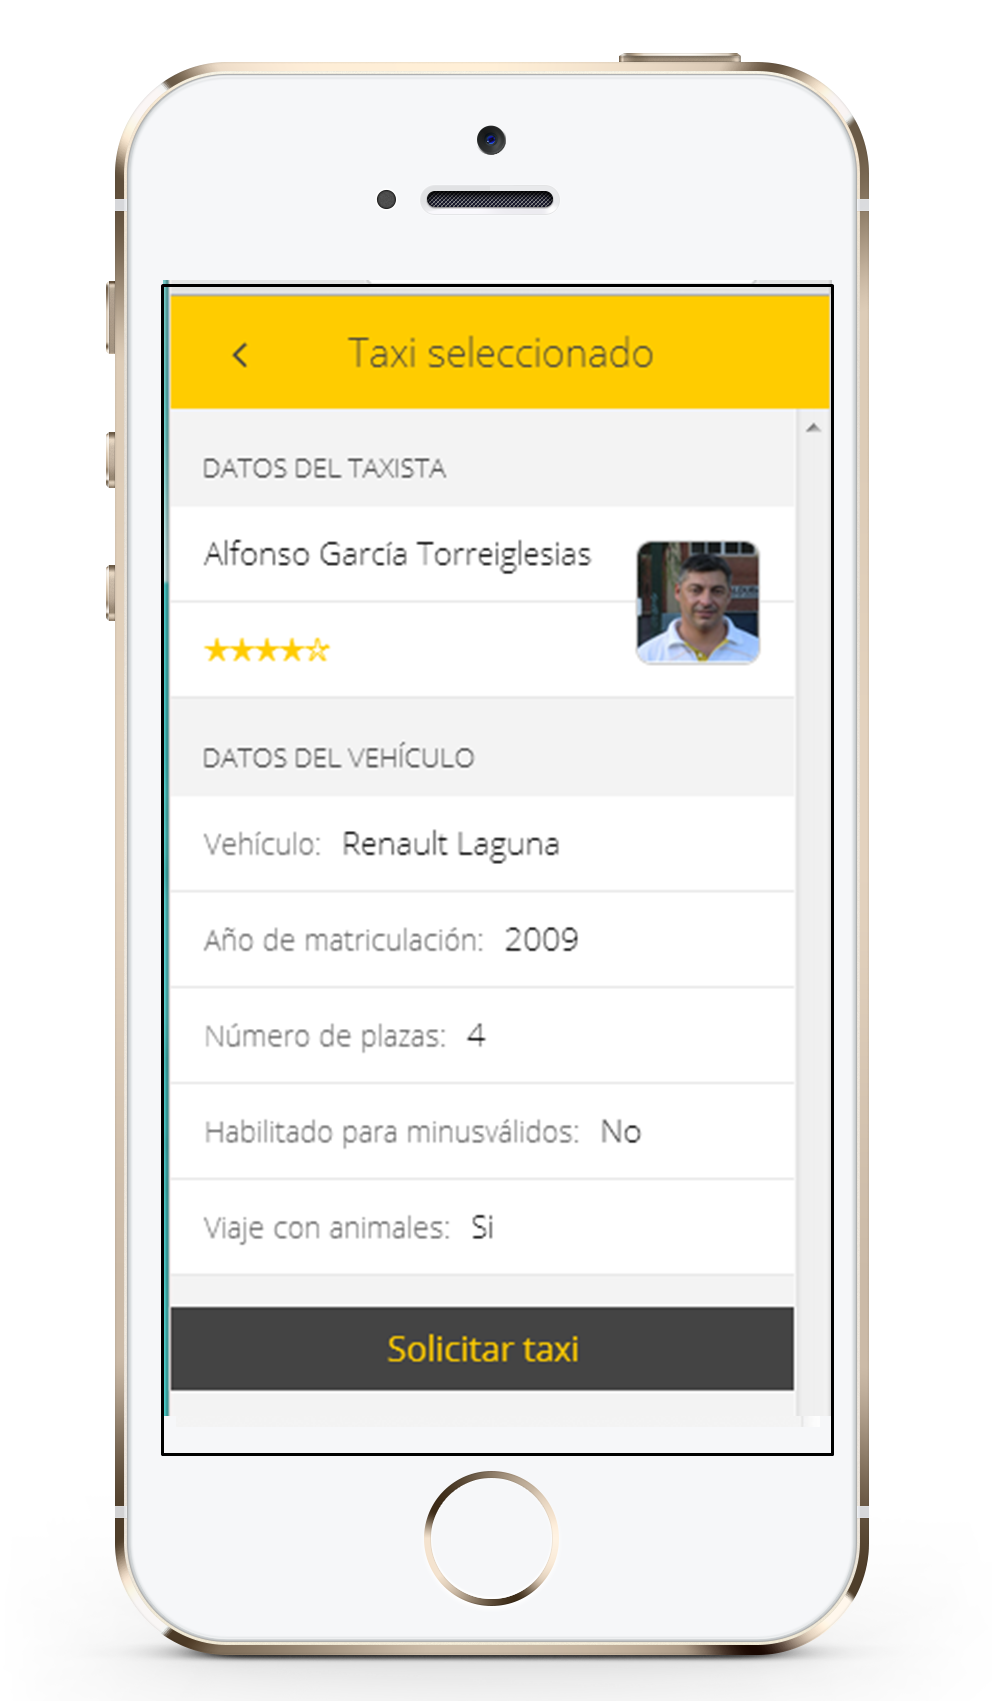 Taxi seleccionado
DATOS DEL TAXISTA
Alfonso García Torreiglesias
DATOS DEL VEHÍCULO
Vehículo: Renault Laguna
Año de matriculación: 2009
Número de plazas: 4
Habilitado para minusválidos: No
Viaje con animales: Si
Solicitar taxi